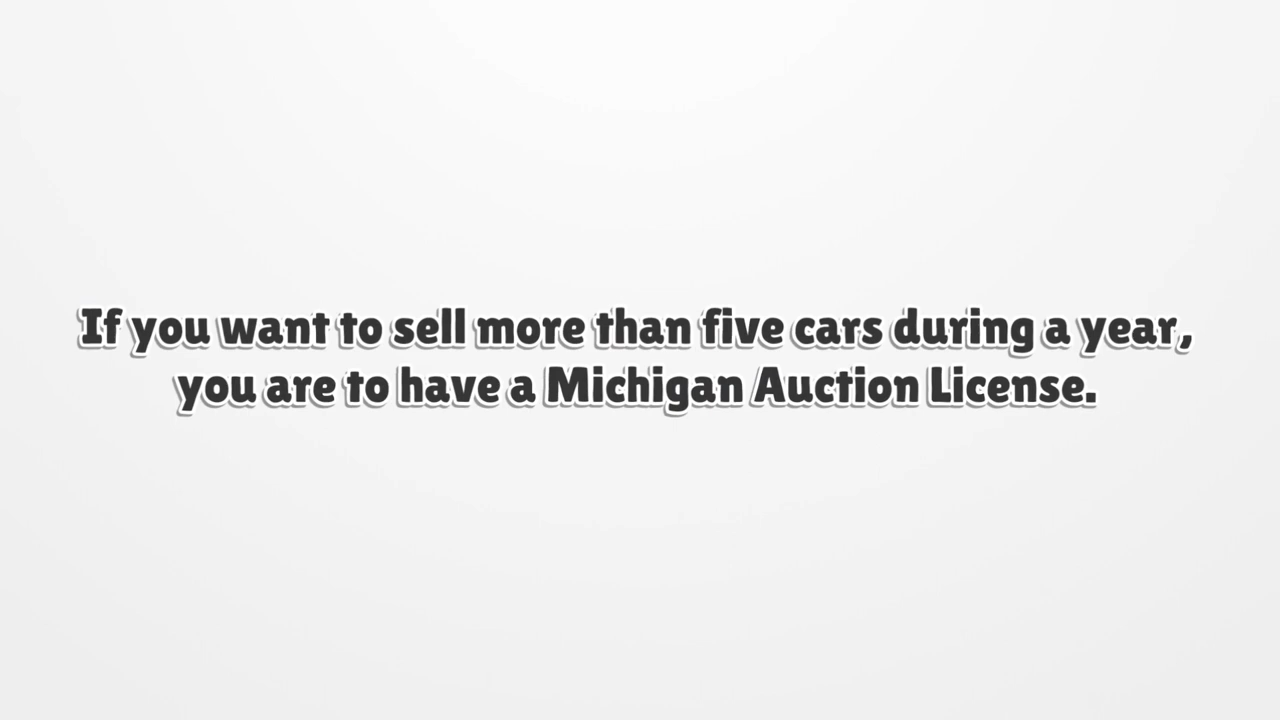 If you want to sell more than five cars during a year,
you are to have a Michigan Auction License.